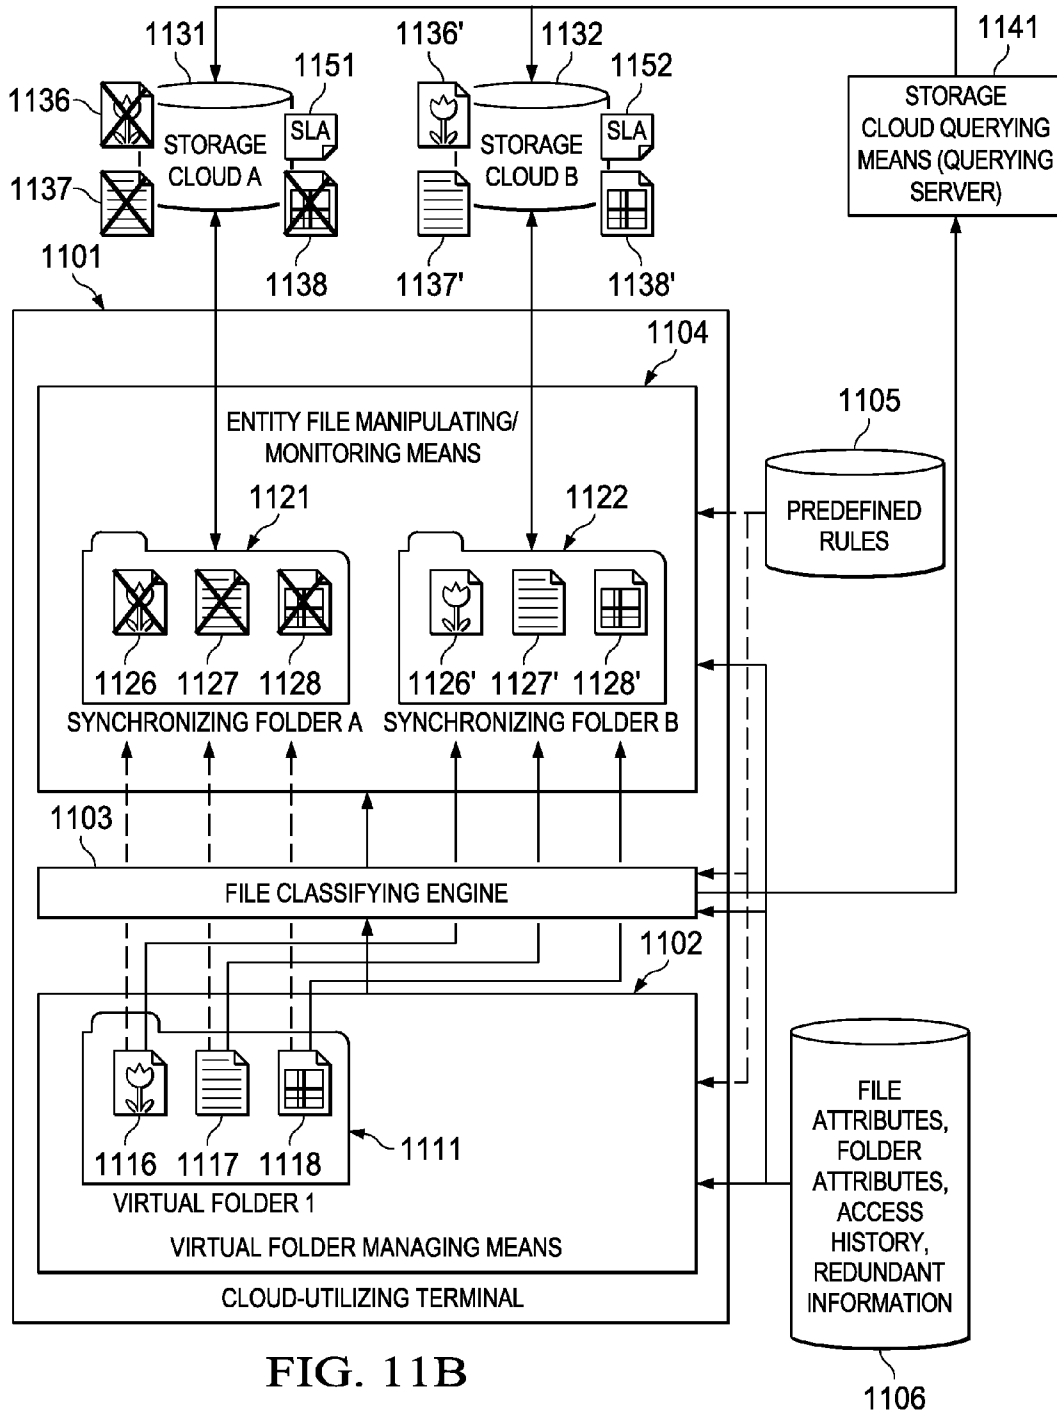 1131 1136' 1132 1141
1151 1152
1136
STORAGE
CLOUD QUERYING
MEANS (QUERYING
SERVER)
SLA
SLA
STORAGE
CLOUD A
STORAGE
CLOUD B
1137
1101
1138 1137' 1138'
1104
ENTITY FILE MANIPULATING/
MONITORING MEANS
1105
PREDEFINED
RULES
1121 1122
1126 1127 1128 1126' 1127' 1128'
SYNCHRONIZING FOLDER A SYNCHRONIZING FOLDER B
1103
FILE CLASSIFYING ENGINE
1102
1116 1117 1118
1111
VIRTUAL FOLDER 1
VIRTUAL FOLDER MANAGING MEANS
CLOUD-UTILIZING TERMINAL
FILE
ATTRIBUTES,
FOLDER
ATTRIBUTES,
ACCESS
HISTORY,
REDUNDANT
INFORMATION
1106
FIG. 11B